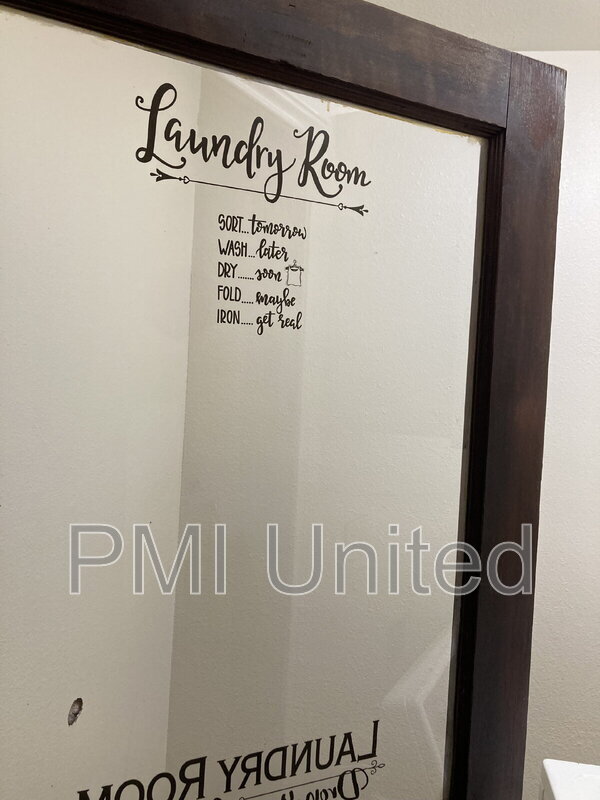 Laundry Room
SORT...tomorrow
WASH...later
DRY.......soon
FOLD.....maybe
IRON.....get real
PMI United
LAUNDRY ROOM